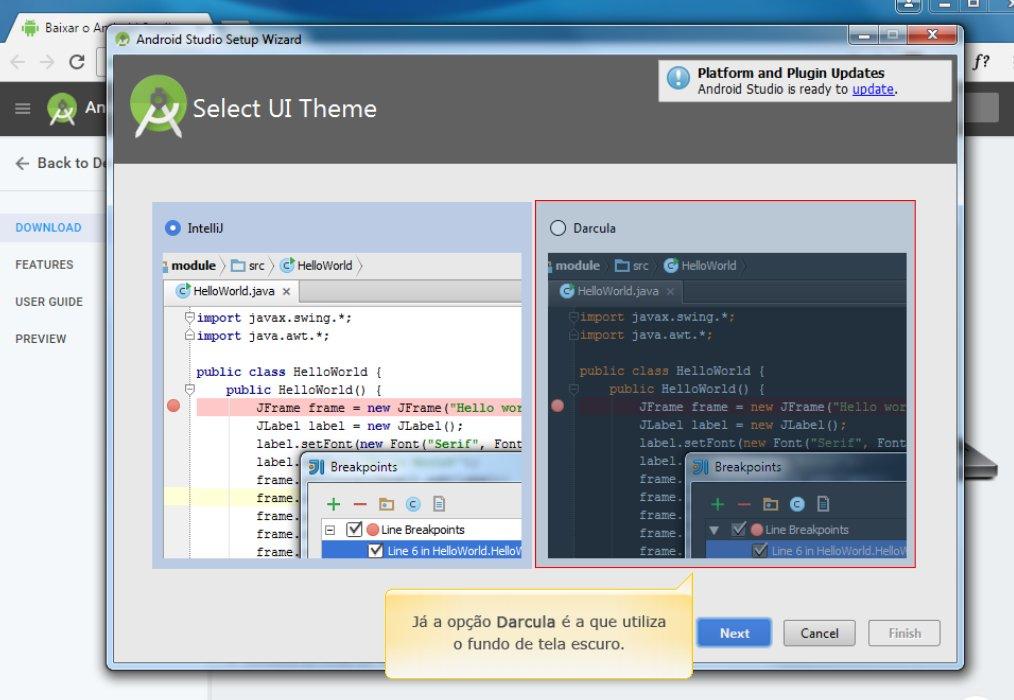 Baixar o An
Android Studio Setup Wizard
f?
An
Select UI Theme
Platform and Plugin Updates
Android Studio is ready to update.
Back to De
DOWNLOAD
FEATURES
USER GUIDE
PREVIEW
IntelliJ
module src HelloWorld
HelloWorld.java
import javax.swing.*;
import java.awt.*;
public class HelloWorld {
public HelloWorld() {
JFrame frame = new JFrame("Hello wor
JLabel label = new JLabel();
label.setFont(new Font("Serif", Font
label.
frame.
frame.
frame.
frame.
frame.
Breakpoints
Line Breakpoints
Line 6 in HelloWorld.HelloW
Darcula
module src HelloWorld
HelloWorld.java
import javax.swing.*;
import java.awt.*;
public class HelloWorld {
public HelloWorld() {
JFrame frame = new JFrame("Hello wor
JLabel label = new JLabel();
label.setFont(new Font("Serif", Font
label.
frame.
frame.
frame.
frame.
frame.
Breakpoints
Line Breakpoints
Line 6 in HelloWorld.HelloW
Já a opção Darcula é a que utiliza
o fundo de tela escuro.
Next
Cancel
Finish